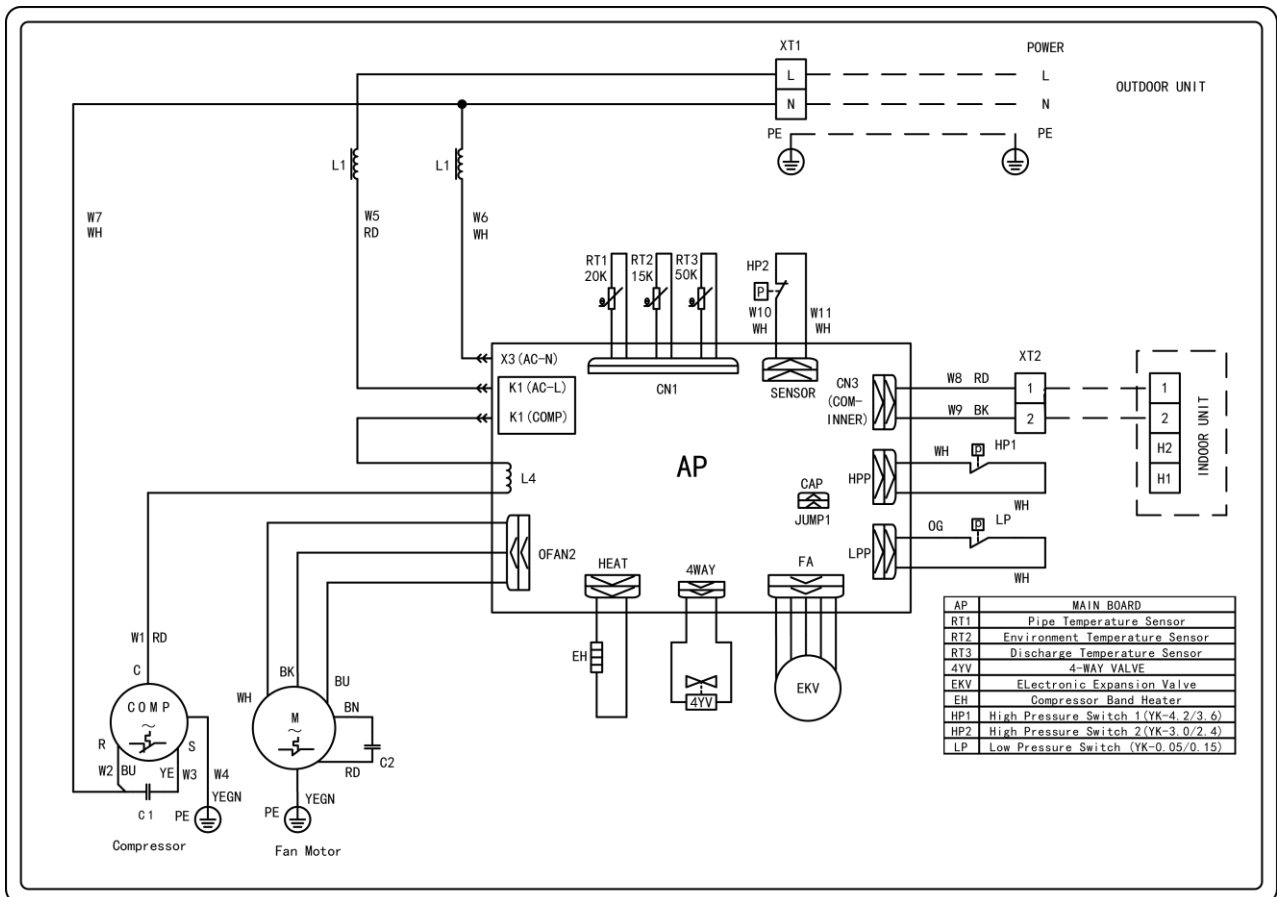 XT1
POWER
L
L
N
N
PE
PE
OUTDOOR UNIT
L1
L1
W7
WH
W5
RD
W6
WH
RT1
20K
RT2
15K
RT3
50K
HP2
P
W10
WH
W11
WH
X3(AC-N)
K1(AC-L)
K1(COMP)
CN1
SENSOR
CN3
(COM-
INNER)
W8 RD
W9 BK
XT2
1
2
1
2
H2
H1
INDOOR UNIT
AP
L4
HPP
WH
P
HP1
WH
CAP
JUMP1
OFAN2
LPP
OG
P
LP
WH
HEAT
4WAY
FA
EH
4YV
EKV
W1 RD
C
COMP
~
R
S
W2 BU
YE W3
W4
YEGN
C1
PE
Compressor
WH
BK
BU
BN
M
~
C2
RD
YEGN
PE
Fan Motor
AP MAIN BOARD
RT1 Pipe Temperature Sensor
RT2 Environment Temperature Sensor
RT3 Discharge Temperature Sensor
4YV 4-WAY VALVE
EKV ELectronic Expansion Valve
EH Compressor Band Heater
HP1 High Pressure Switch 1(YK-4.2/3.6)
HP2 High Pressure Switch 2(YK-3.0/2.4)
LP Low Pressure Switch (YK-0.05/0.15)